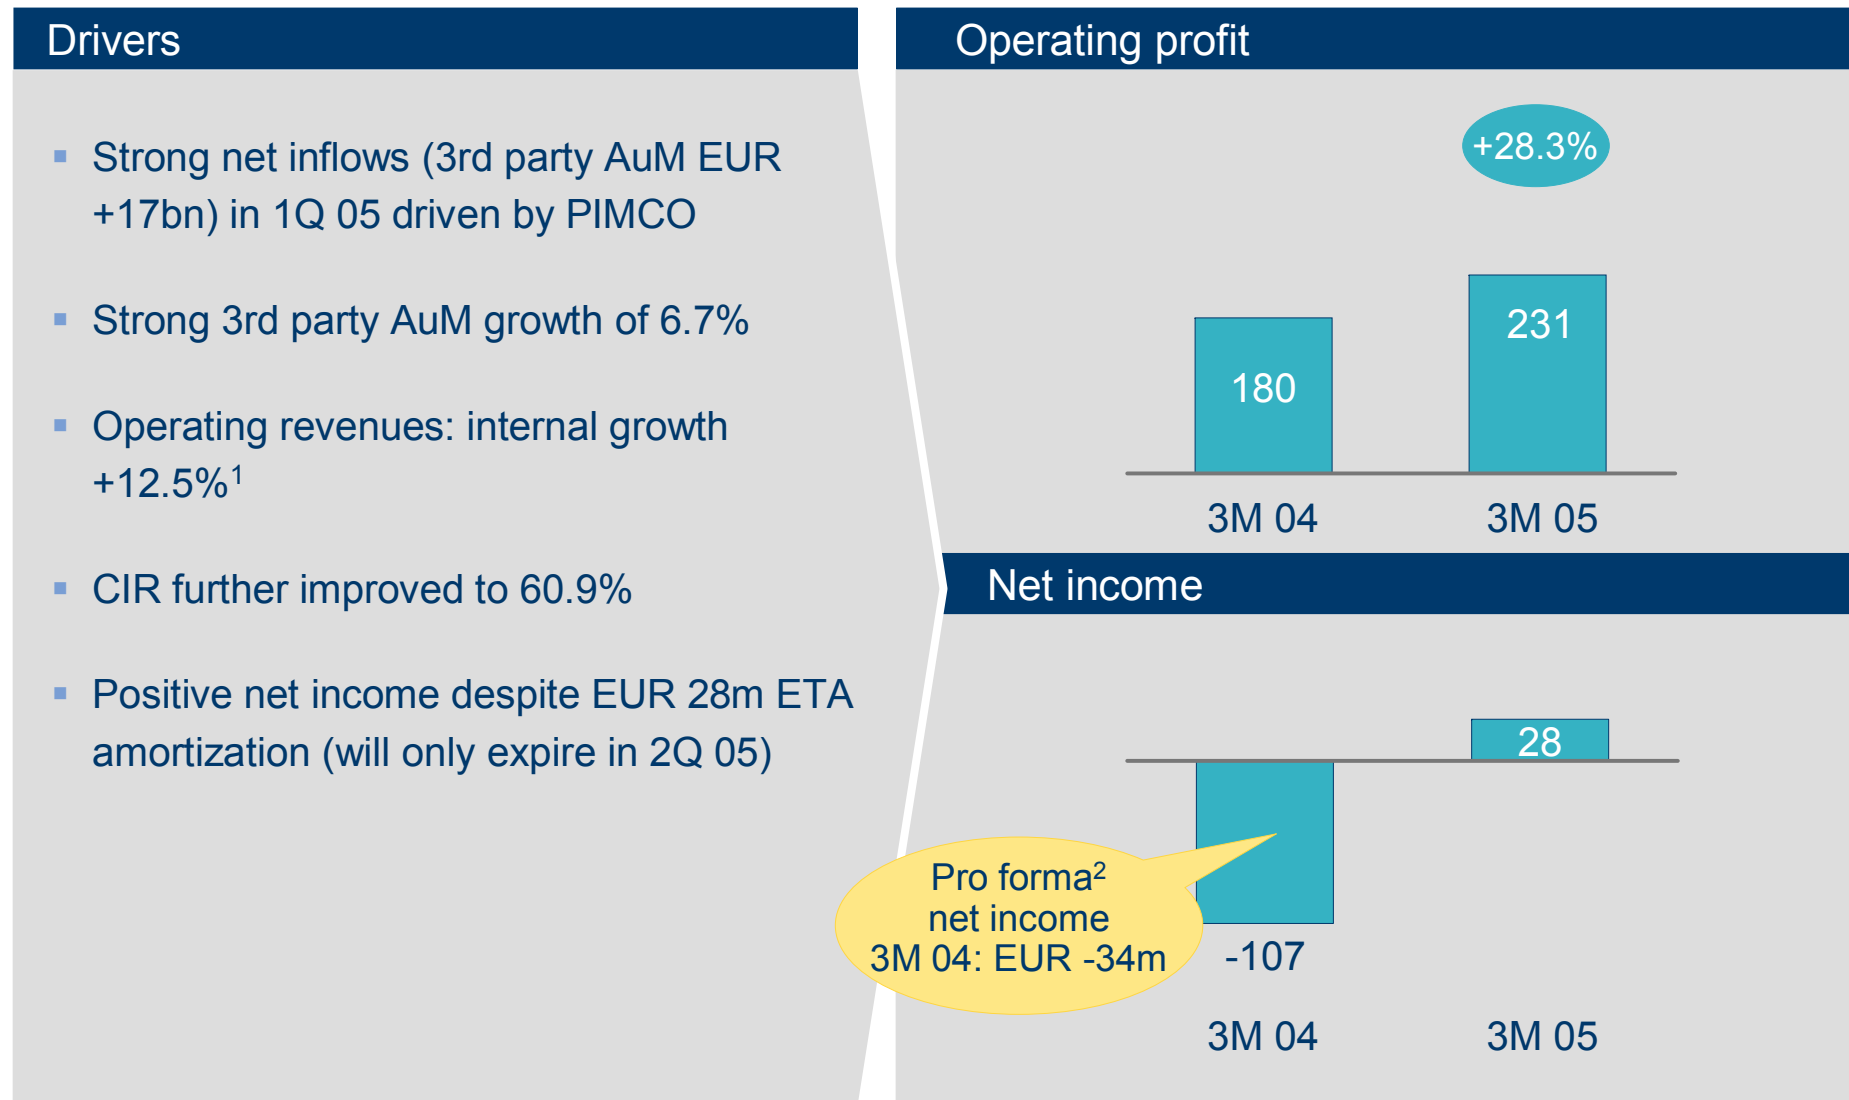 Drivers
▪ Strong net inflows (3rd party AuM EUR
+17bn) in 1Q 05 driven by PIMCO
▪ Strong 3rd party AuM growth of 6.7%
▪ Operating revenues: internal growth
+12.5%¹
▪ CIR further improved to 60.9%
▪ Positive net income despite EUR 28m ETA
amortization (will only expire in 2Q 05)
Operating profit
+28.3%
180
231
3M 04
3M 05
Net income
28
Pro forma²
net income
3M 04: EUR -34m
-107
3M 04
3M 05